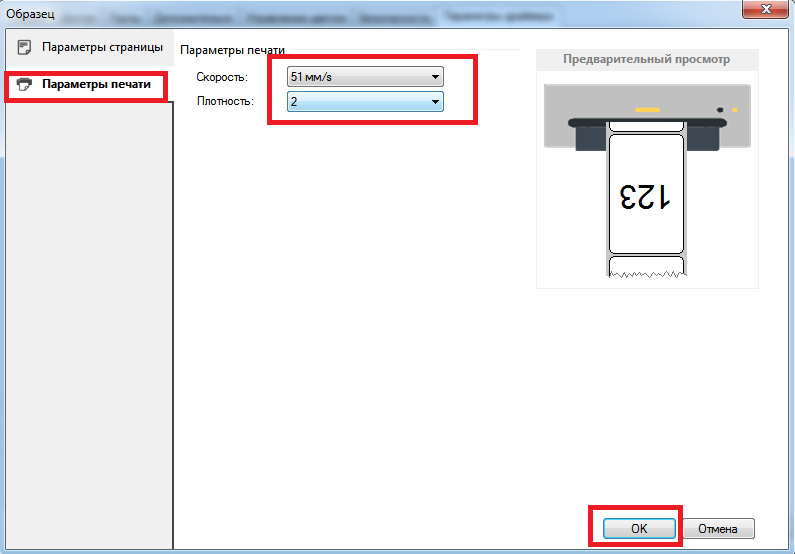 Образец
Параметры страницы
Параметры печати
Параметры печати
Скорость: 51 мм/s
Плотность: 2
Предварительный просмотр
123
OK
Отмена